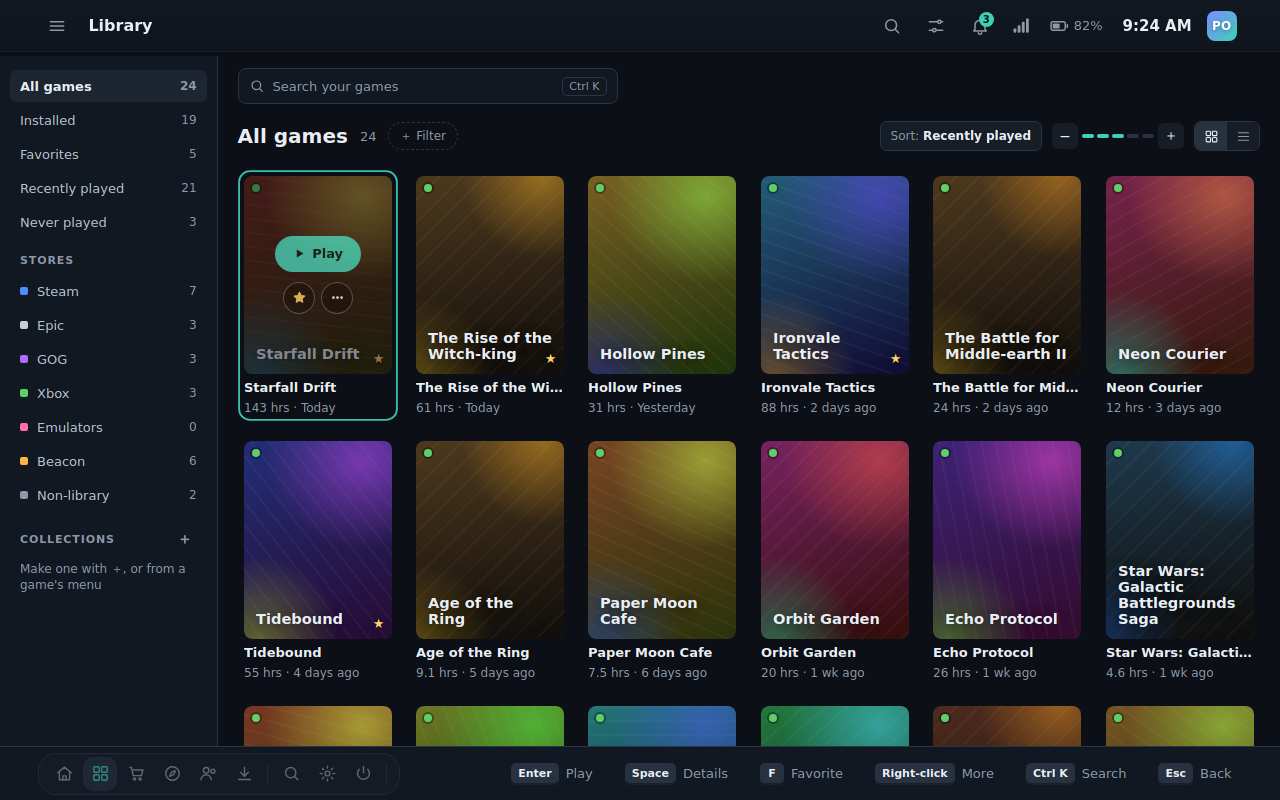 Library
3
82%
9:24 AM
PO
All games 24
Installed 19
Favorites 5
Recently played 21
Never played 3
STORES
Steam 7
Epic 3
GOG 3
Xbox 3
Emulators 0
Beacon 6
Non-library 2
COLLECTIONS +
Make one with +, or from a
game's menu
Search your games Ctrl K
All games 24 + Filter
Sort: Recently played − +
Play
Starfall Drift
Starfall Drift
143 hrs · Today
The Rise of the
Witch-king
The Rise of the Wi...
61 hrs · Today
Hollow Pines
Hollow Pines
31 hrs · Yesterday
Ironvale
Tactics
Ironvale Tactics
88 hrs · 2 days ago
The Battle for
Middle-earth II
The Battle for Mid...
24 hrs · 2 days ago
Neon Courier
Neon Courier
12 hrs · 3 days ago
Tidebound
Tidebound
55 hrs · 4 days ago
Age of the
Ring
Age of the Ring
9.1 hrs · 5 days ago
Paper Moon
Cafe
Paper Moon Cafe
7.5 hrs · 6 days ago
Orbit Garden
Orbit Garden
20 hrs · 1 wk ago
Echo Protocol
Echo Protocol
26 hrs · 1 wk ago
Star Wars:
Galactic
Battlegrounds
Saga
Star Wars: Galacti...
4.6 hrs · 1 wk ago
Enter Play
Space Details
F Favorite
Right-click More
Ctrl K Search
Esc Back